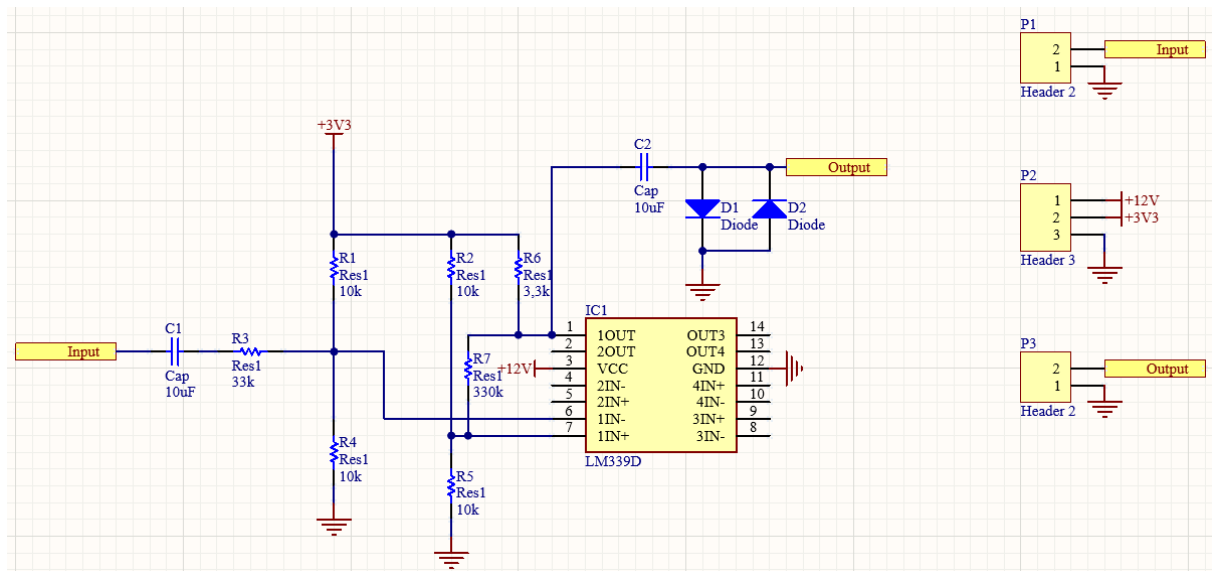 P1
2
Input
1
Header 2
+3V3
C2
Cap
10uF
Output
D1
Diode
D2
Diode
P2
1
+12V
2
+3V3
3
Header 3
R1
Res1
10k
R2
Res1
10k
R6
Res1
3,3k
Input
C1
Cap
10uF
R3
Res1
33k
R7
Res1
330k
+12V
IC1
1 1OUT OUT3 14
2 2OUT OUT4 13
3 VCC GND 12
4 2IN- 4IN+ 11
5 2IN+ 4IN- 10
6 1IN- 3IN+ 9
7 1IN+ 3IN- 8
LM339D
P3
2
Output
1
Header 2
R4
Res1
10k
R5
Res1
10k